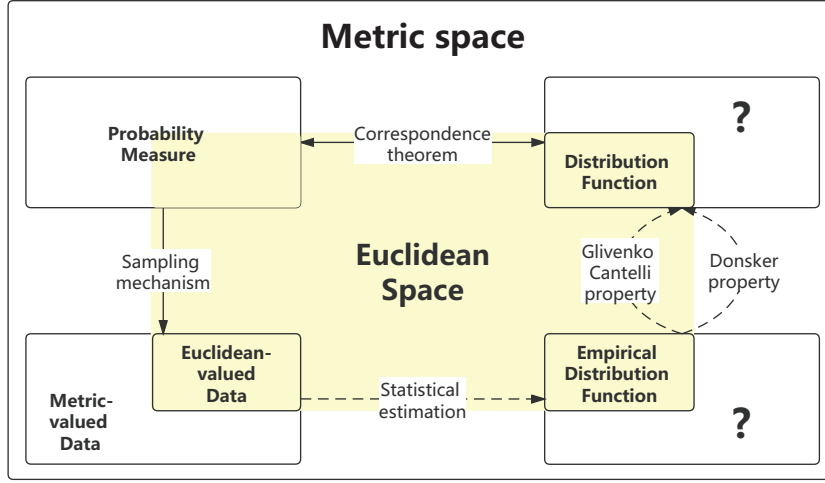 Metric space
Probability
Measure
Correspondence
theorem
?
Distribution
Function
Sampling
mechanism
Euclidean
Space
Glivenko
Cantelli
property
Donsker
property
Euclidean-
valued
Data
Metric-
valued
Data
Statistical
estimation
Empirical
Distribution
Function
?